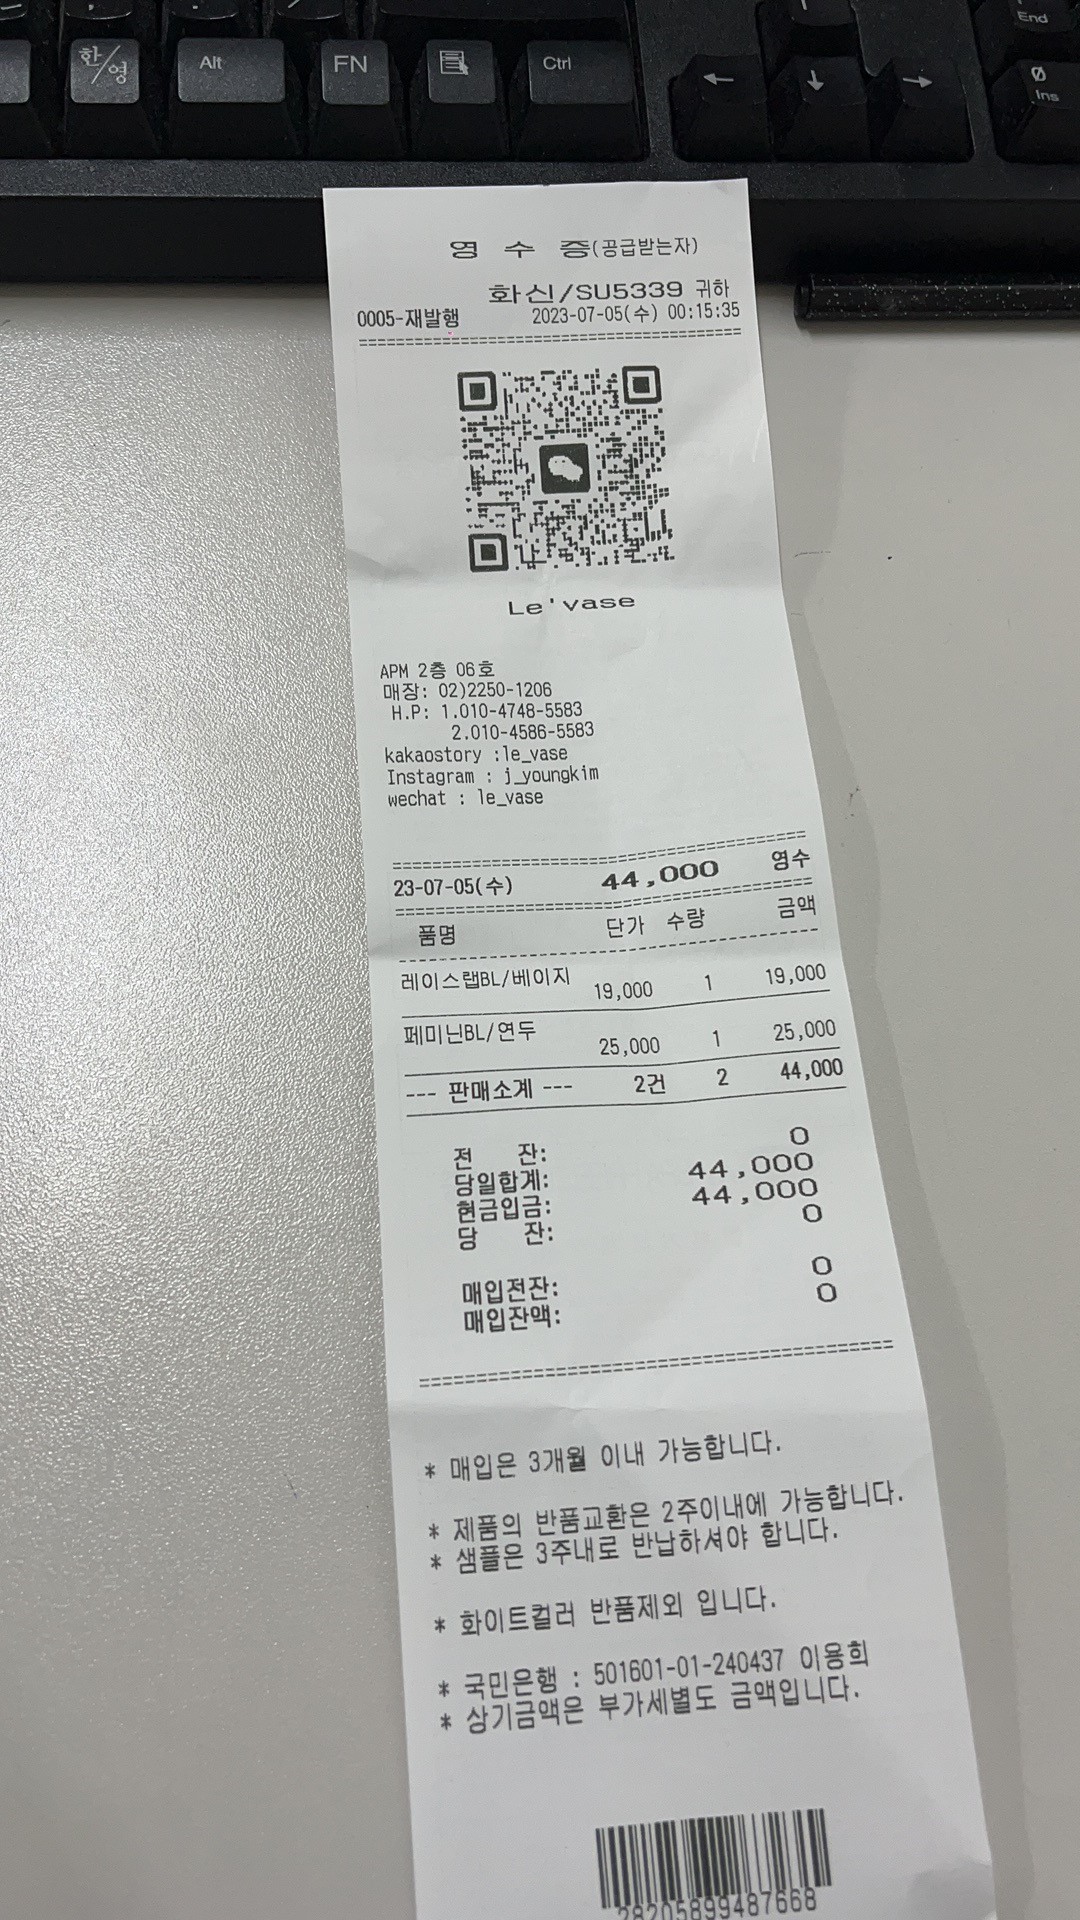 한/영
Alt
FN
Ctrl
←
↓
→
End
0
Ins
영 수 증(공급받는자)
화신/SU5339 귀하
0005-재발행 2023-07-05(수) 00:15:35
Le'vase
APM 2층 06호
매장: 02)2250-1206
H.P: 1.010-4748-5583
2.010-4586-5583
kakaostory :le_vase
Instagram : j_youngkim
wechat : le_vase
23-07-05(수) 44,000 영수
품명 단가 수량 금액
레이스랩BL/베이지 19,000 1 19,000
페미닌BL/연두 25,000 1 25,000
--- 판매소계 --- 2건 2 44,000
전 잔: 0
당일합계: 44,000
현금입금: 44,000
당 잔: 0
매입전잔: 0
매입잔액: 0
* 매입은 3개월 이내 가능합니다.
* 제품의 반품교환은 2주이내에 가능합니다.
* 샘플은 3주내로 반납하셔야 합니다.
* 화이트컬러 반품제외 입니다.
* 국민은행 : 501601-01-240437 이용희
* 상기금액은 부가세별도 금액입니다.
28205899487668